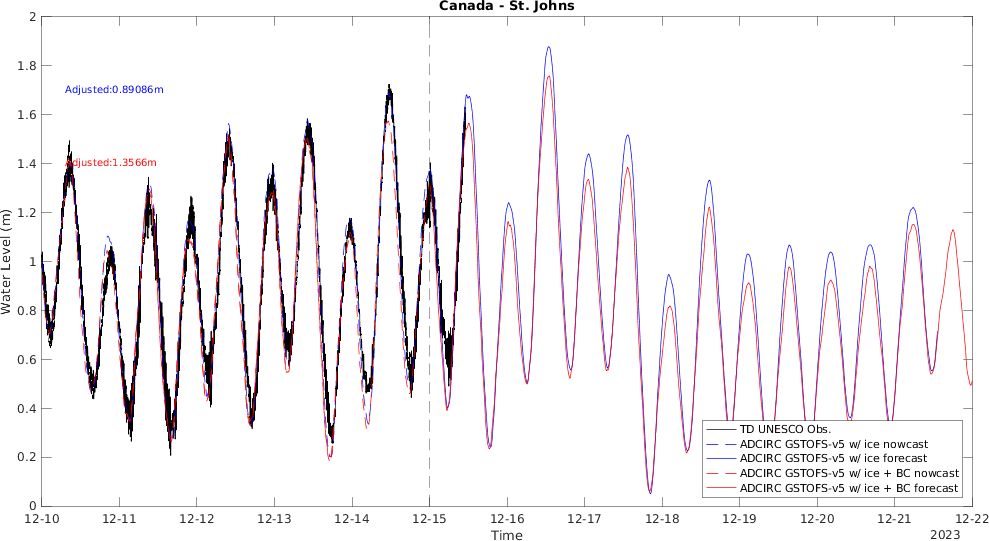 Canada - St. Johns
2
1.8
1.6
1.4
1.2
1
0.8
0.6
0.4
0.2
0
Water Level (m)
Adjusted:0.89086m
Adjusted:1.3566m
TD UNESCO Obs.
ADCIRC GSTOFS-v5 w/ ice nowcast
ADCIRC GSTOFS-v5 w/ ice forecast
ADCIRC GSTOFS-v5 w/ ice + BC nowcast
ADCIRC GSTOFS-v5 w/ ice + BC forecast
12-10 12-11 12-12 12-13 12-14 12-15 12-16 12-17 12-18 12-19 12-20 12-21 12-22
Time
2023